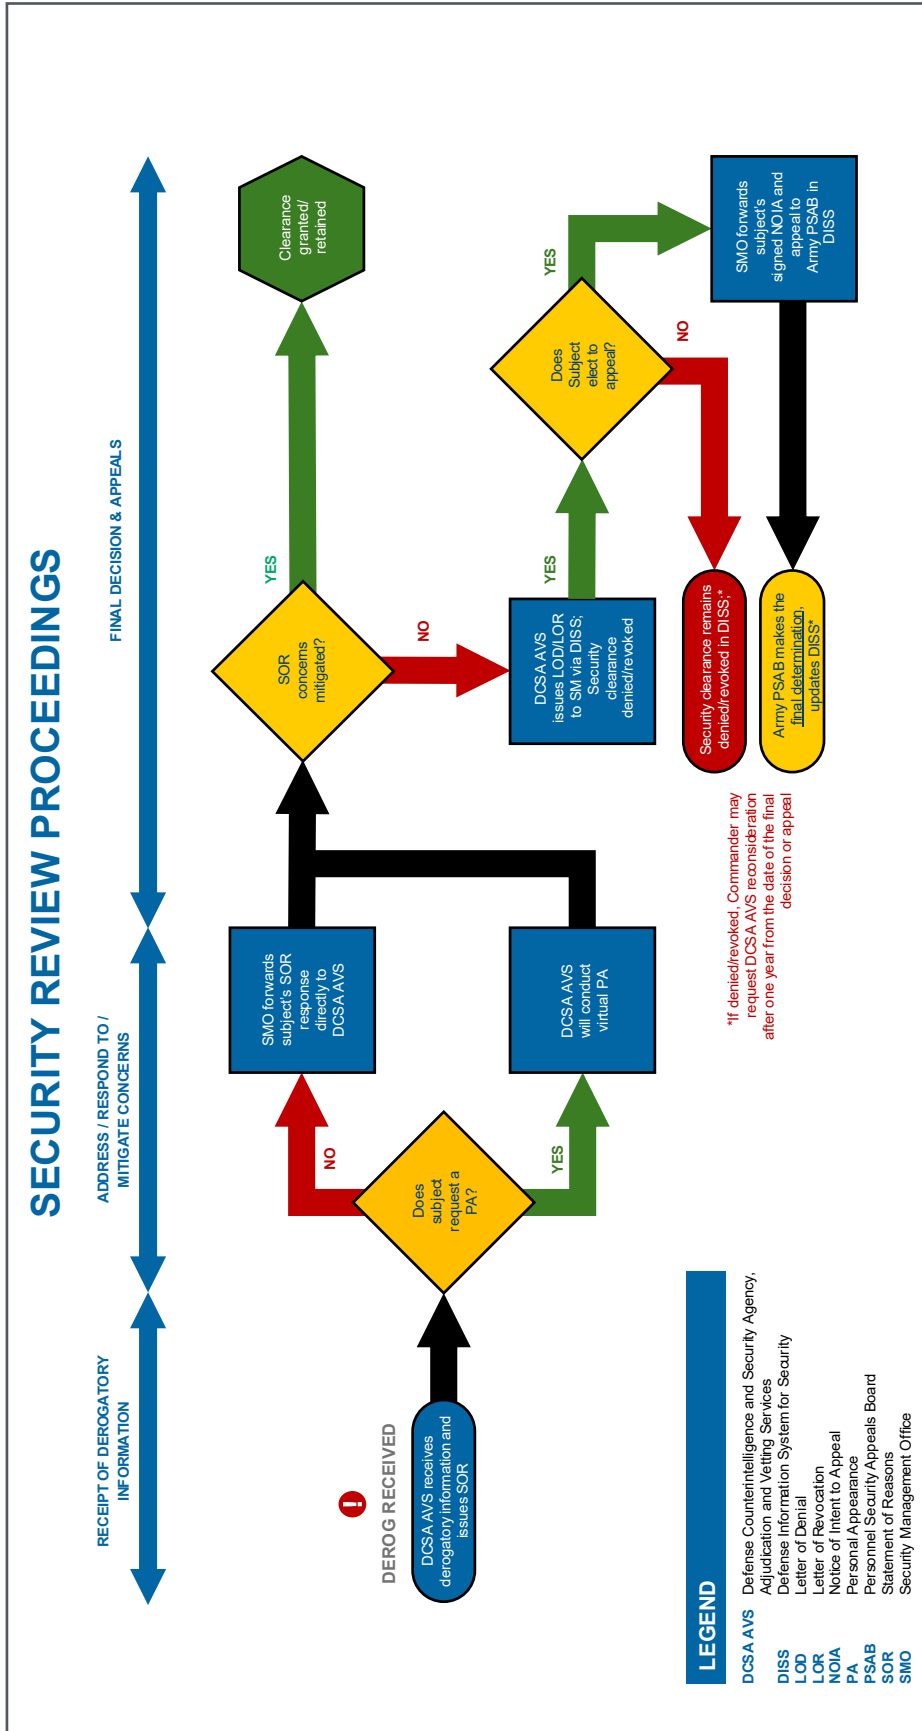 SECURITY REVIEW PROCEEDINGS
RECEIPT OF DEROGATORY
INFORMATION
ADDRESS / RESPOND TO /
MITIGATE CONCERNS
FINAL DECISION & APPEALS
!
DEROG RECEIVED
DCSA AVS receives
derogatory information and
issues SOR
Does
subject
request a
PA?
NO
YES
SMO forwards
subject's SOR
response
directly to
DCSA AVS
DCSA AVS
will conduct
virtual PA
SOR
concerns
mitigated?
YES
NO
Clearance
granted/
retained
DCSA AVS
issues LOD/LOR
to SM via DISS;
Security
clearance
denied/revoked
YES
Does
Subject
elect to
appeal?
YES
NO
SMO forwards
subject's
signed NOIA and
appeal to
Army PSAB in
DISS
Security clearance remains
denied/revoked in DISS;*
Army PSAB makes the
final determination,
updates DISS*
*If denied/revoked, Commander may
request DCSA AVS reconsideration
after one year from the date of the final
decision or appeal
LEGEND
DCSA AVS Defense Counterintelligence and Security Agency,
Adjudication and Vetting Services
DISS Defense Information System for Security
LOD Letter of Denial
LOR Letter of Revocation
NOIA Notice of Intent to Appeal
PA Personal Appearance
PSAB Personnel Security Appeals Board
SOR Statement of Reasons
SMO Security Management Office